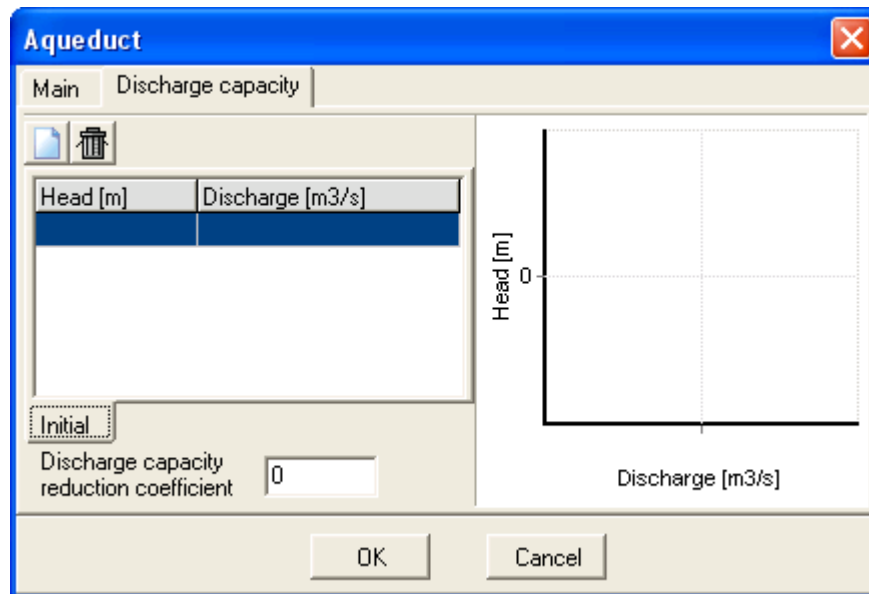 Aqueduct
Main Discharge capacity
Head [m] Discharge [m3/s]
Initial
Discharge capacity
reduction coefficient 0
Head [m]
0
Discharge [m3/s]
OK Cancel